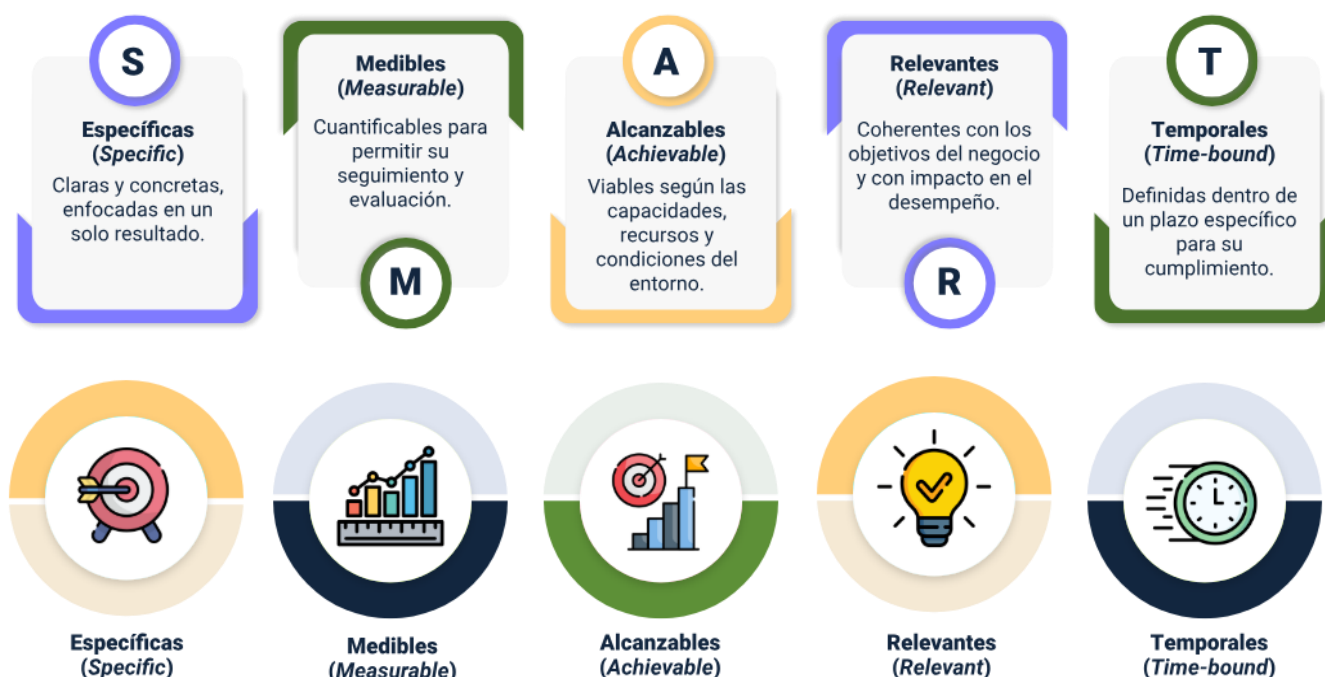 S
Específicas
(Specific)
Claras y concretas,
enfocadas en un
solo resultado.
Medibles
(Measurable)
Cuantificables para
permitir su
seguimiento y
evaluación.
M
A
Alcanzables
(Achievable)
Viables según las
capacidades,
recursos y
condiciones del
entorno.
Relevantes
(Relevant)
Coherentes con los
objetivos del negocio
y con impacto en el
desempeño.
R
T
Temporales
(Time-bound)
Definidas dentro de
un plazo específico
para su
cumplimiento.
Específicas
(Specific)
Medibles
(Measurable)
Alcanzables
(Achievable)
Relevantes
(Relevant)
Temporales
(Time-bound)